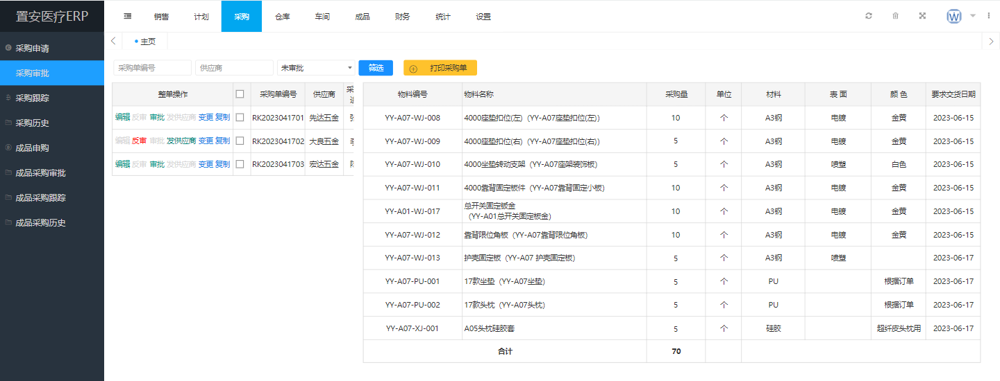 置安医疗ERP
销售 计划 采购 仓库 车间 成品 财务 统计 设置
W
采购申请
采购审批
采购跟踪
采购历史
成品申购
成品采购审批
成品采购跟踪
成品采购历史
主页
采购单编号 供应商 未审批 筛选 打印采购单
整单操作 采购单编号 供应商
编辑 反审 审批 发供应商 变更 复制 RK2023041701 先达五金
编辑 反审 审批 发供应商 变更 复制 RK2023041702 大良五金
编辑 反审 审批 发供应商 变更 复制 RK2023041703 宏达五金
物料编号 物料名称 采购量 单位 材料 表 面 颜 色 要求交货日期
YY-A07-WJ-008 4000座垫扣位(左)（YY-A07座垫扣位(左)） 10 个 A3钢 电镀 金黄 2023-06-15
YY-A07-WJ-009 4000座垫扣位(右)（YY-A07座垫扣位(右)） 5 个 A3钢 电镀 金黄 2023-06-15
YY-A07-WJ-010 4000坐垫转动支架（YY-A07座架装饰板） 5 个 A3钢 喷塑 白色 2023-06-15
YY-A07-WJ-011 4000靠背固定板件（YY-A07靠背固定小板） 10 个 A3钢 电镀 金黄 2023-06-15
YY-A01-WJ-017 总开关固定钣金
（YY-A01总开关固定板金） 10 个 A3钢 电镀 金黄 2023-06-15
YY-A07-WJ-012 靠背限位角板（YY-A07靠背限位角板） 10 个 A3钢 电镀 金黄 2023-06-15
YY-A07-WJ-013 护壳固定板（YY-A07 护壳固定板） 5 个 A3钢 喷塑 2023-06-17
YY-A07-PU-001 17款坐垫（YY-A07坐垫） 5 个 PU 根据订单 2023-06-17
YY-A07-PU-002 17款头枕（YY-A07头枕） 5 个 PU 根据订单 2023-06-17
YY-A07-XJ-001 A05头枕硅胶套 5 个 硅胶 超纤皮头枕用 2023-06-17
合计 70